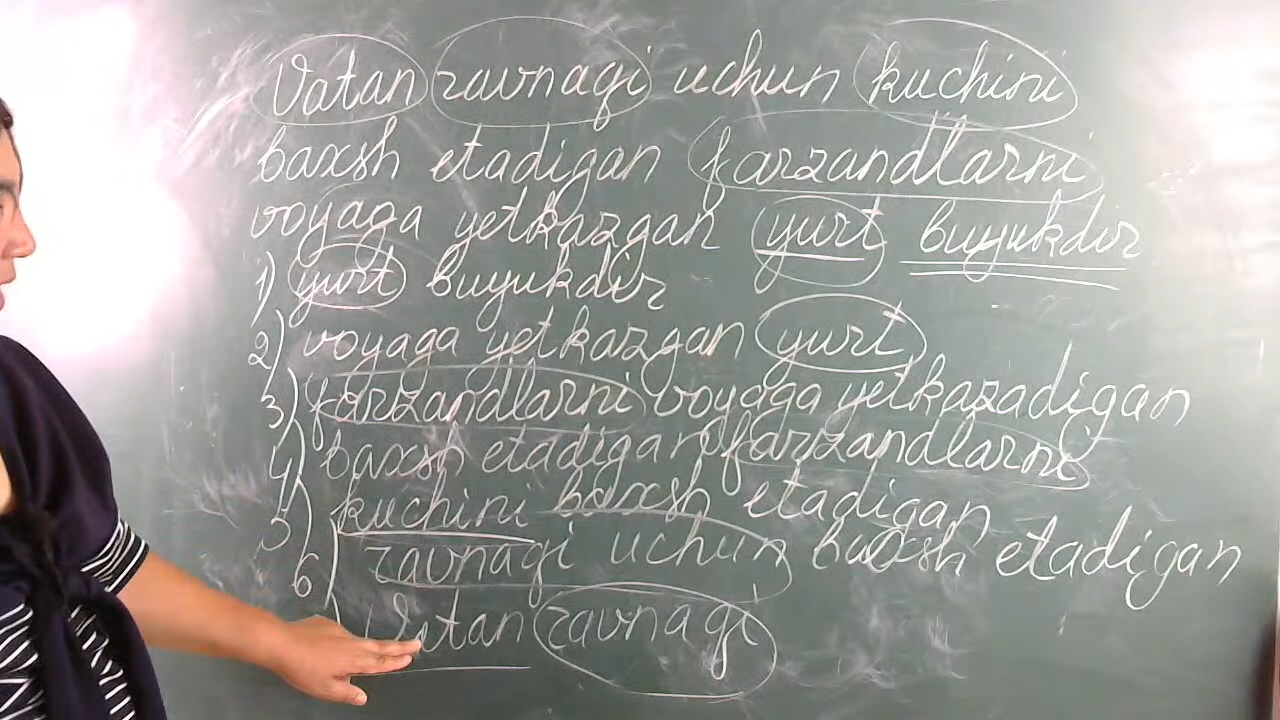 Vatan ravnaqi uchun kuchini
baxsh etadigan farzandlarni
voyaga yetkazgan yurt buyukdir
1) yurt buyukdir
2) voyaga yetkazgan yurt
3) farzandlarni voyaga yetkazadigan
4) baxsh etadigan farzandlarni
5) kuchini baxsh etadigan
6) ravnaqi uchun baxsh etadigan
) Vatan ravnaqi